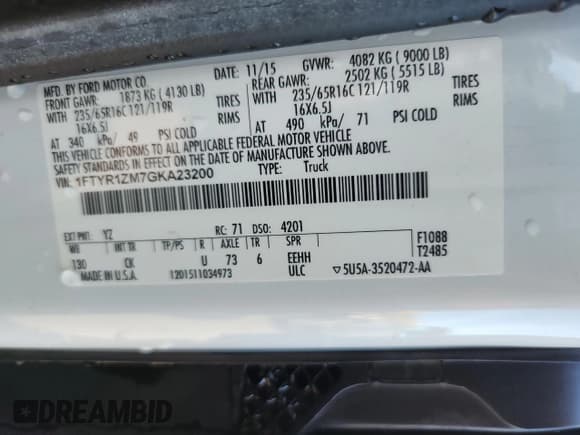 MFD. BY FORD MOTOR CO
DATE: 11/15 GVWR: 4082 KG ( 9000 LB)
FRONT GAWR: 1873 KG ( 4130 LB) REAR GAWR: 2502 KG ( 5515 LB)
WITH 235/65R16C 121/119R TIRES WITH 235/65R16C 121/119R TIRES
16X6.5J RIMS 16X6.5J RIMS
AT 340 kPa/ 49 PSI COLD AT 490 kPa/ 71 PSI COLD
THIS VEHICLE CONFORMS TO ALL APPLICABLE FEDERAL MOTOR VEHICLE
SAFETY STANDARDS IN EFFECT ON THE DATE OF MANUFACTURE SHOWN ABOVE.
VIN: 1FTYR1ZM7GKA23200 TYPE: Truck
EXT PNT: YZ RC: 71 DSO: 4201
WB INT TR TP/PS R AXLE TR SPR F1088
130 CK U 73 6 EEHH T2485
MADE IN U.S.A. 1201511034973 ULC ▽5U5A-3520472-AA
DREAMBID